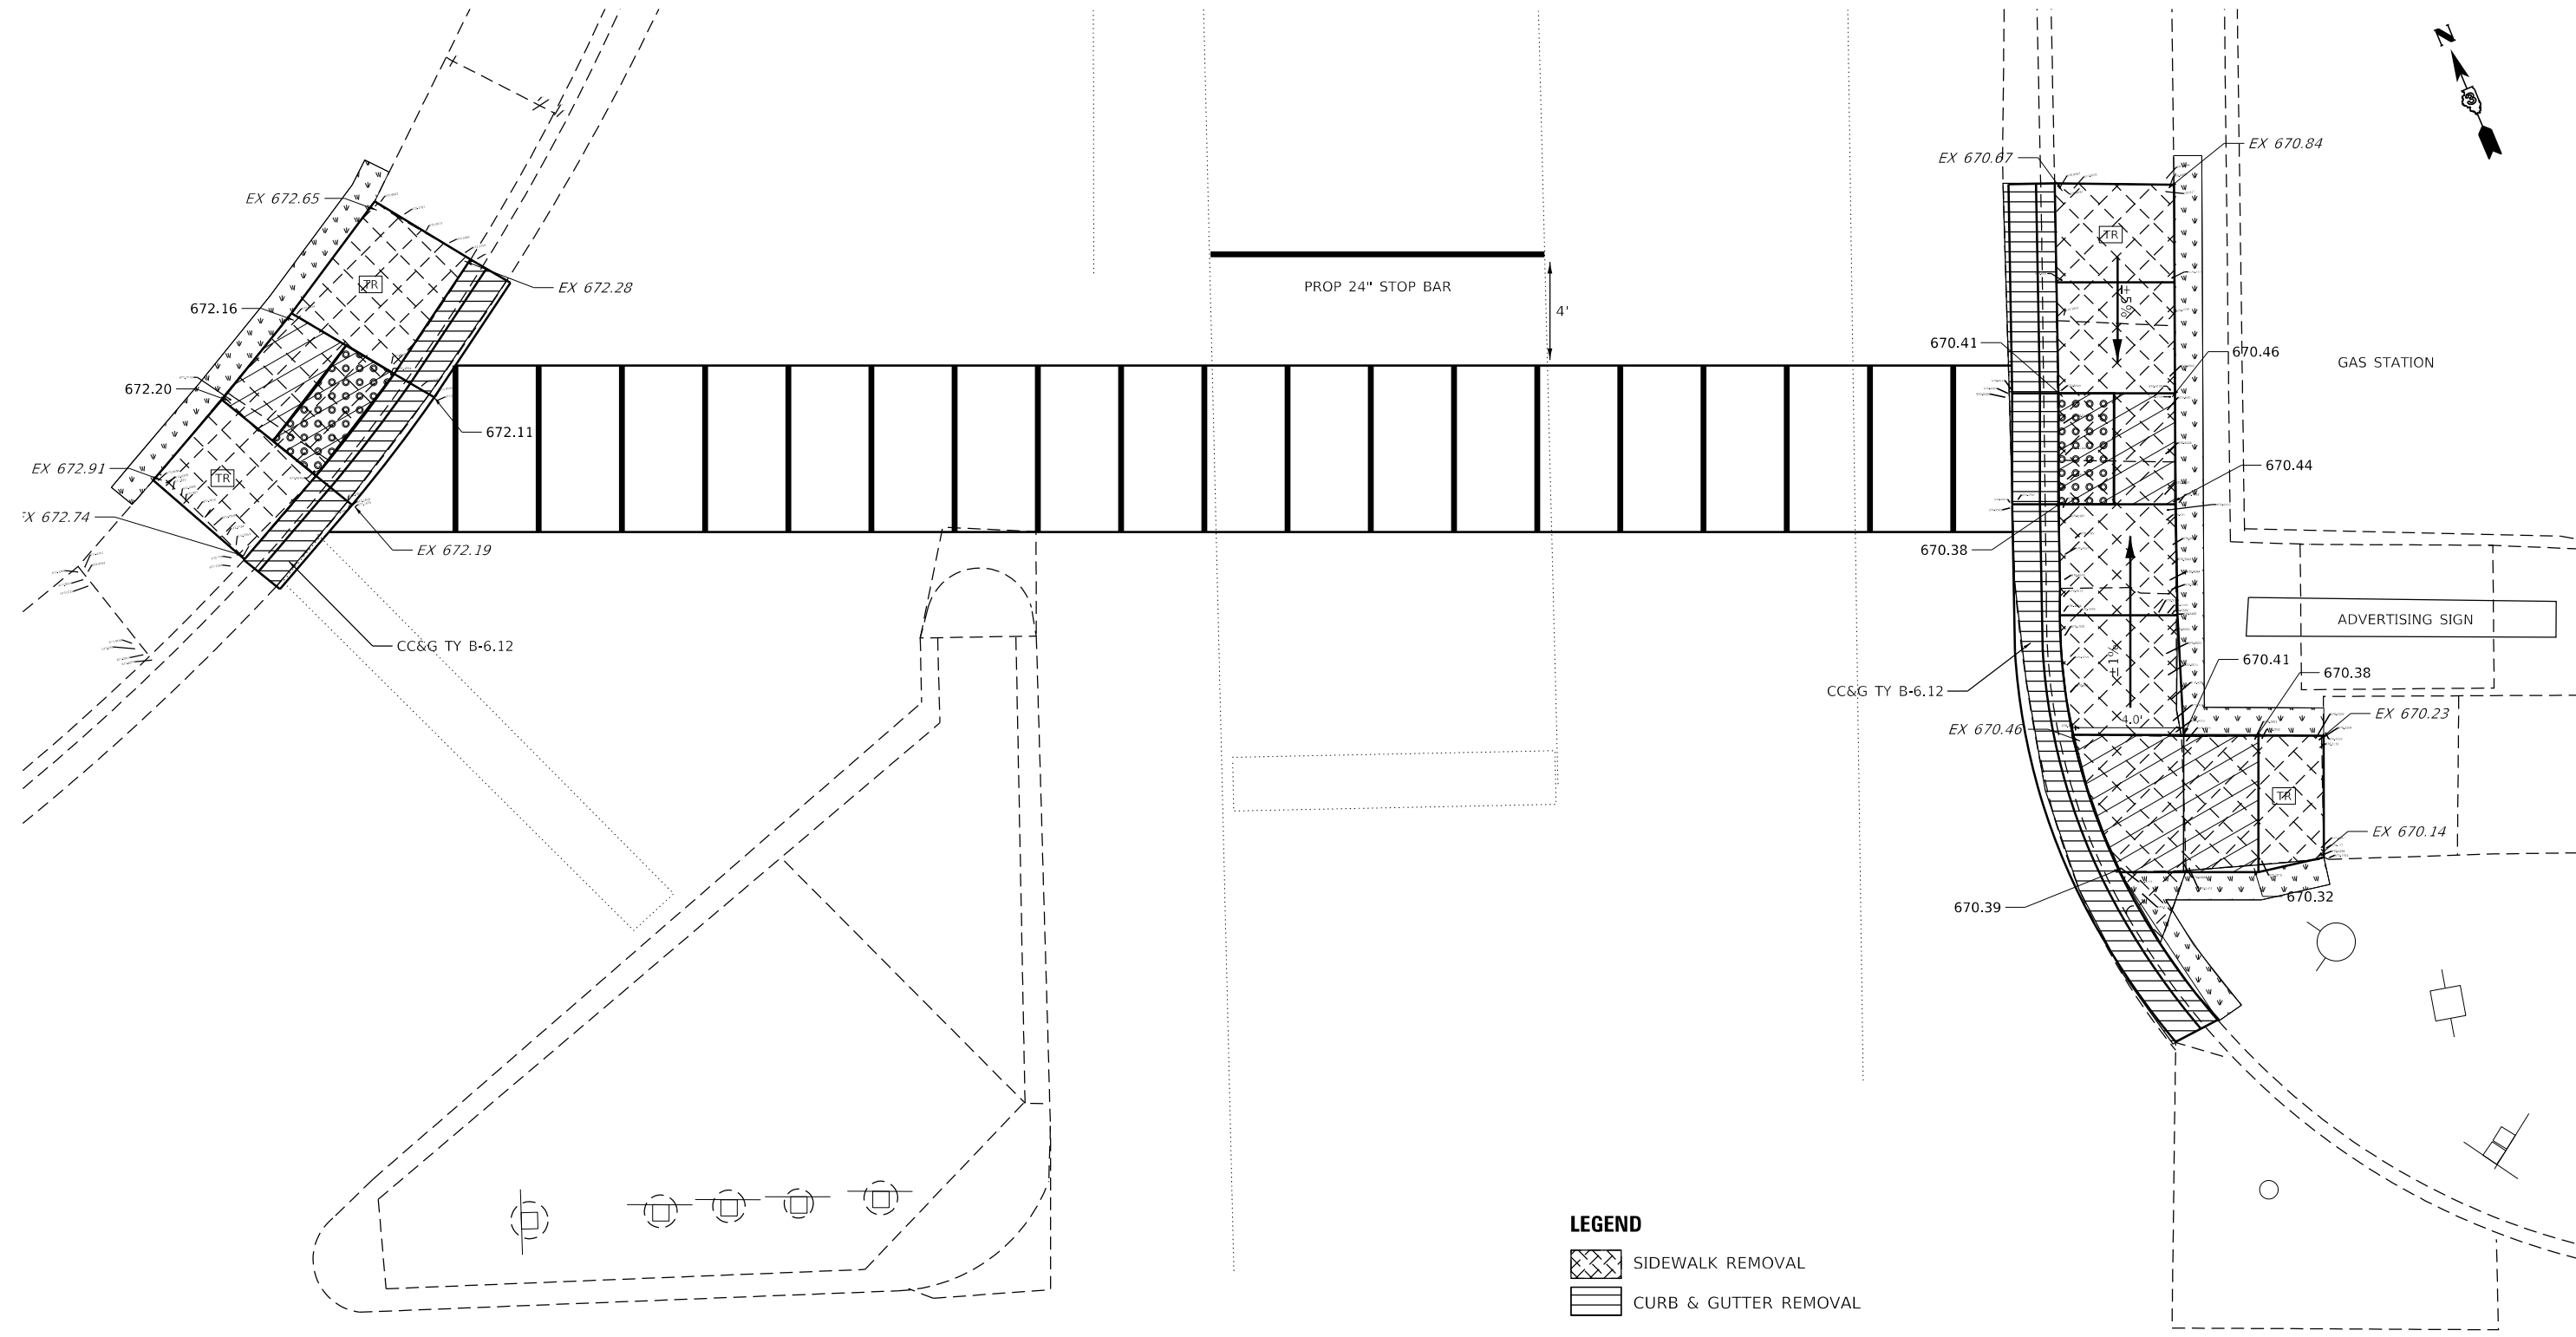 N
3
EX 670.84
EX 670.67
EX 672.65
TR
TR
EX 672.28
PROP 24" STOP BAR
4'
±5%
672.16
670.41
670.46
GAS STATION
672.20
672.11
EX 672.91
TR
670.44
EX 672.74
EX 672.19
670.38
ADVERTISING SIGN
CC&G TY B-6.12
±1%
670.41
670.38
CC&G TY B-6.12
4.0'
EX 670.23
EX 670.46
TR
EX 670.14
670.39
670.32
LEGEND
SIDEWALK REMOVAL
CURB & GUTTER REMOVAL